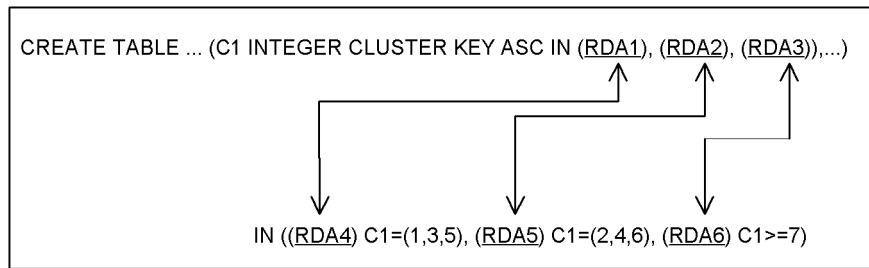 CREATE TABLE ... (C1 INTEGER CLUSTER KEY ASC IN (RDA1), (RDA2), (RDA3)),...)
IN ((RDA4) C1=(1,3,5), (RDA5) C1=(2,4,6), (RDA6) C1>=7)